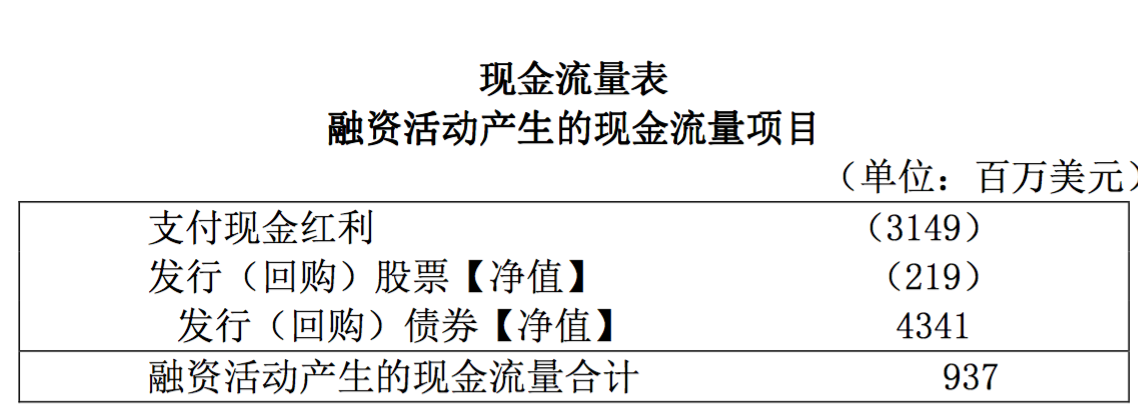 现金流量表
融资活动产生的现金流量项目
（单位：百万美元）
支付现金红利 （3149）
发行（回购）股票【净值】 （219）
发行（回购）债券【净值】 4341
融资活动产生的现金流量合计 937